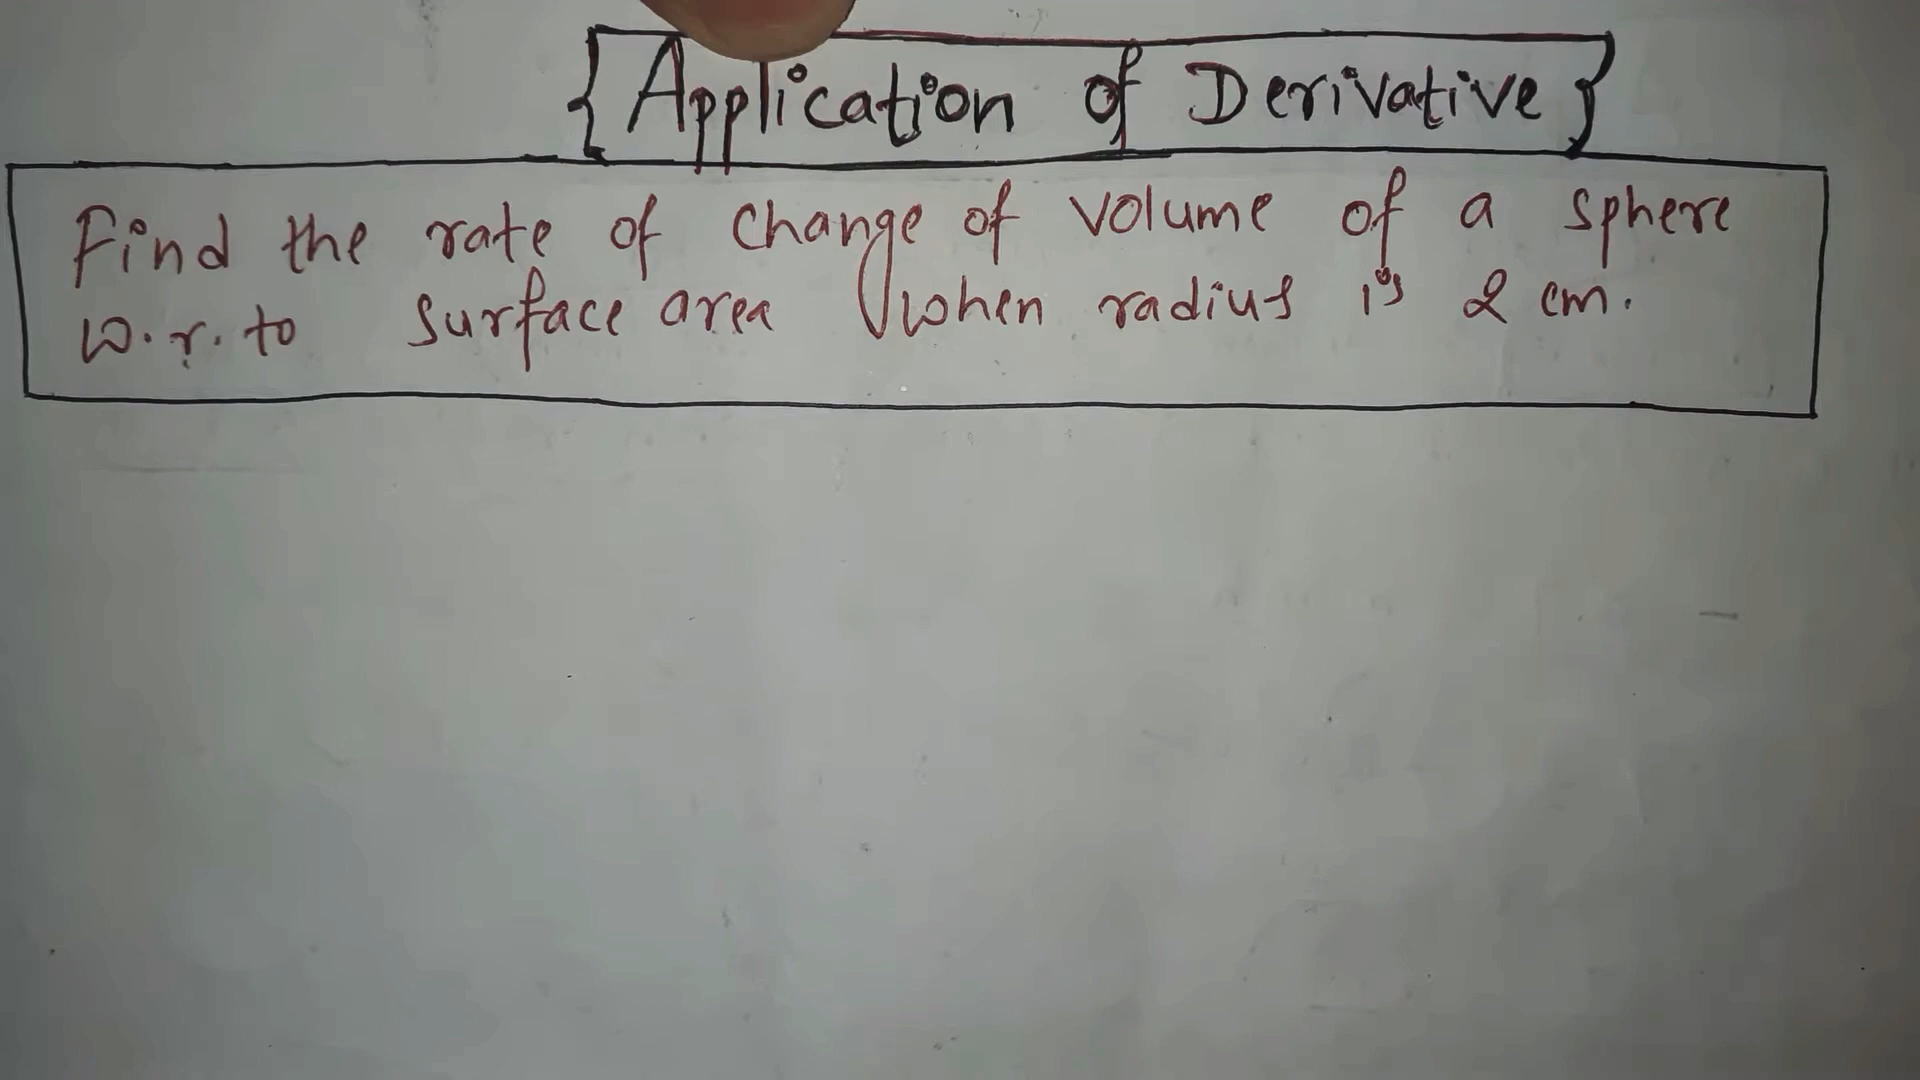 {Application of Derivative}
Find the rate of change of volume of a sphere
w.r. to surface area when radius is 2 cm.